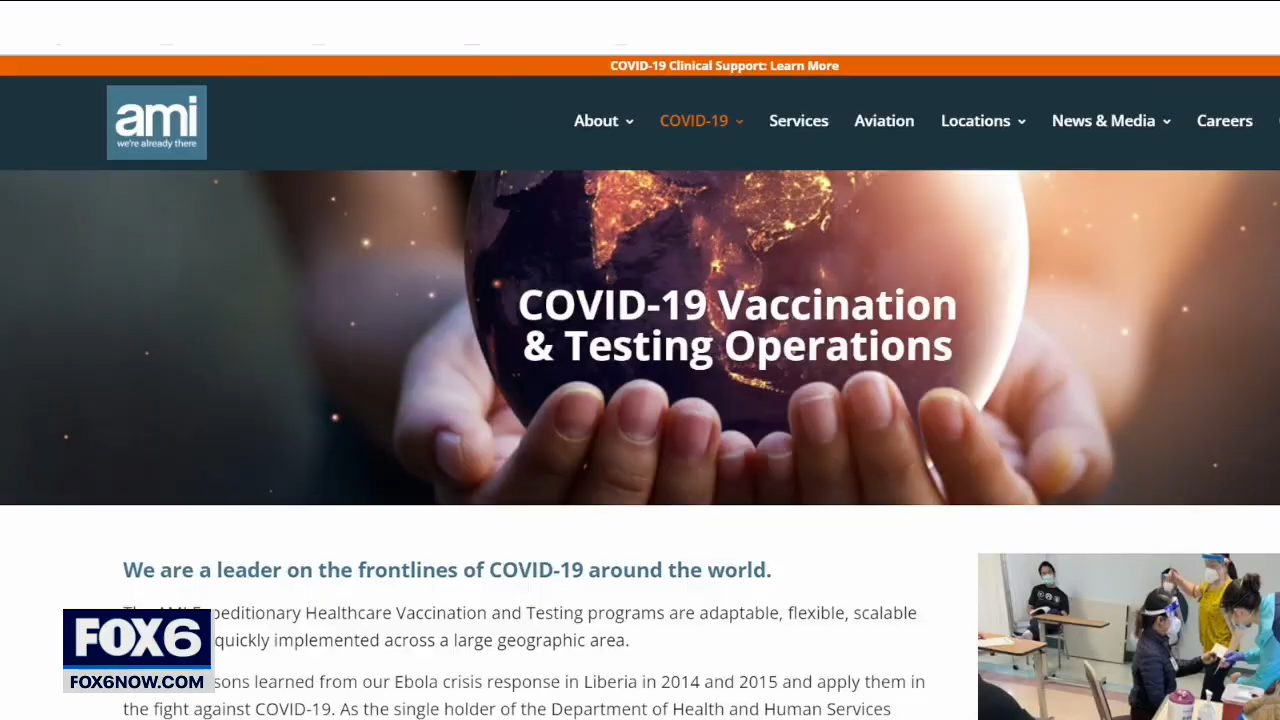 COVID-19 Clinical Support: Learn More
ami
we're already there
About COVID-19 Services Aviation Locations News & Media Careers
COVID-19 Vaccination
& Testing Operations
We are a leader on the frontlines of COVID-19 around the world.
Expeditionary Healthcare Vaccination and Testing programs are adaptable, flexible, scalable
quickly implemented across a large geographic area.
learned from our Ebola crisis response in Liberia in 2014 and 2015 and apply them in
the fight against COVID-19. As the single holder of the Department of Health and Human Services
FOX6
FOX6NOW.COM